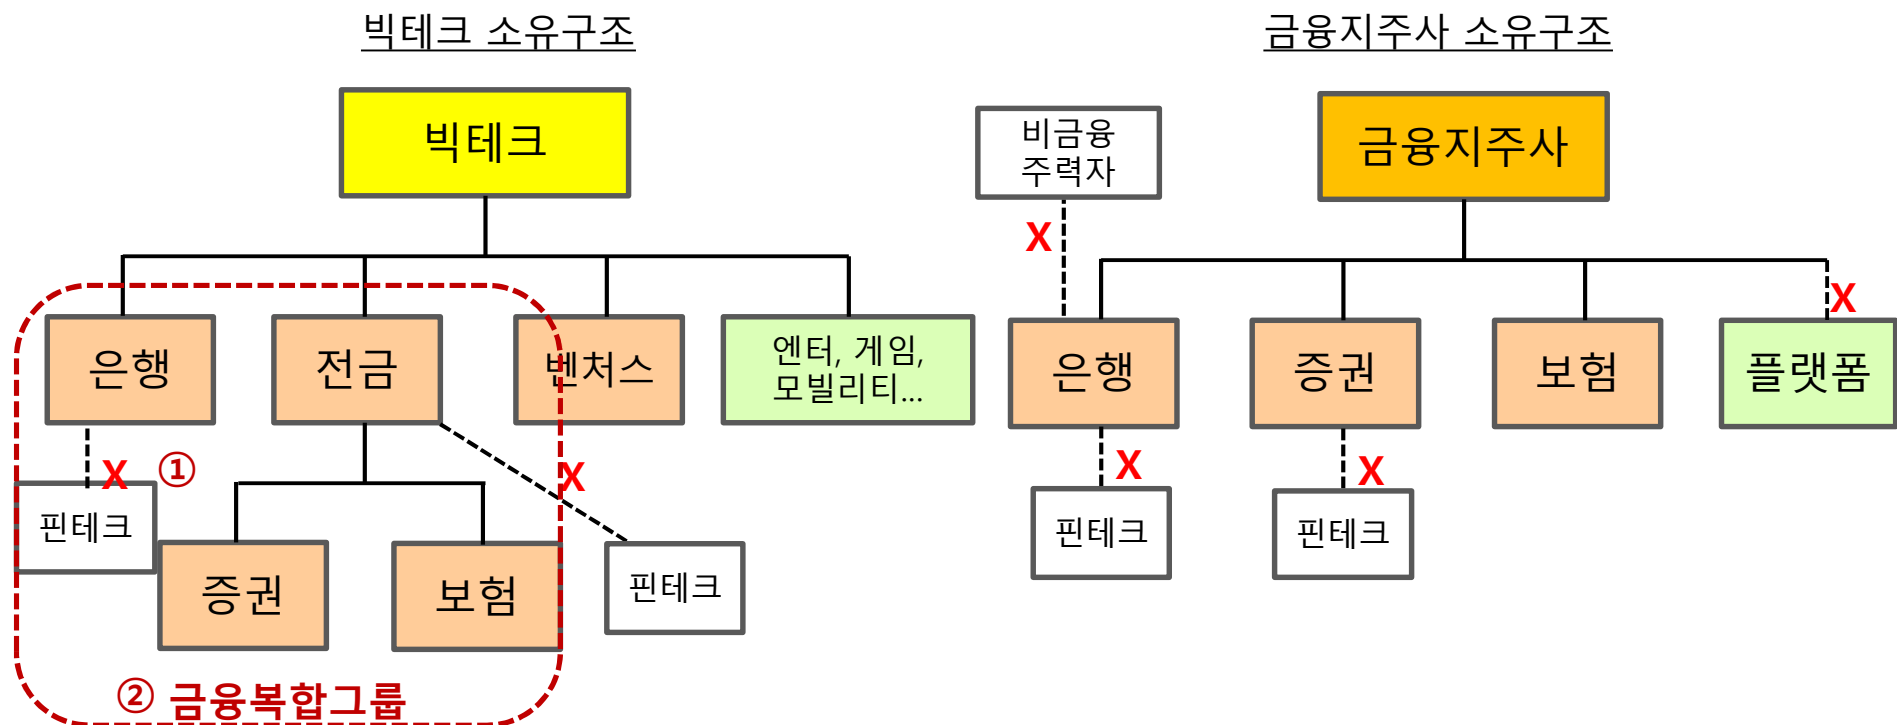 빅테크 소유구조
빅테크
은행
전금
벤처스
엔터, 게임,
모빌리티...
X
①
X
핀테크
증권
보험
핀테크
② 금융복합그룹
금융지주사 소유구조
비금융
주력자
금융지주사
X
X
은행
증권
보험
플랫폼
X
X
핀테크
핀테크